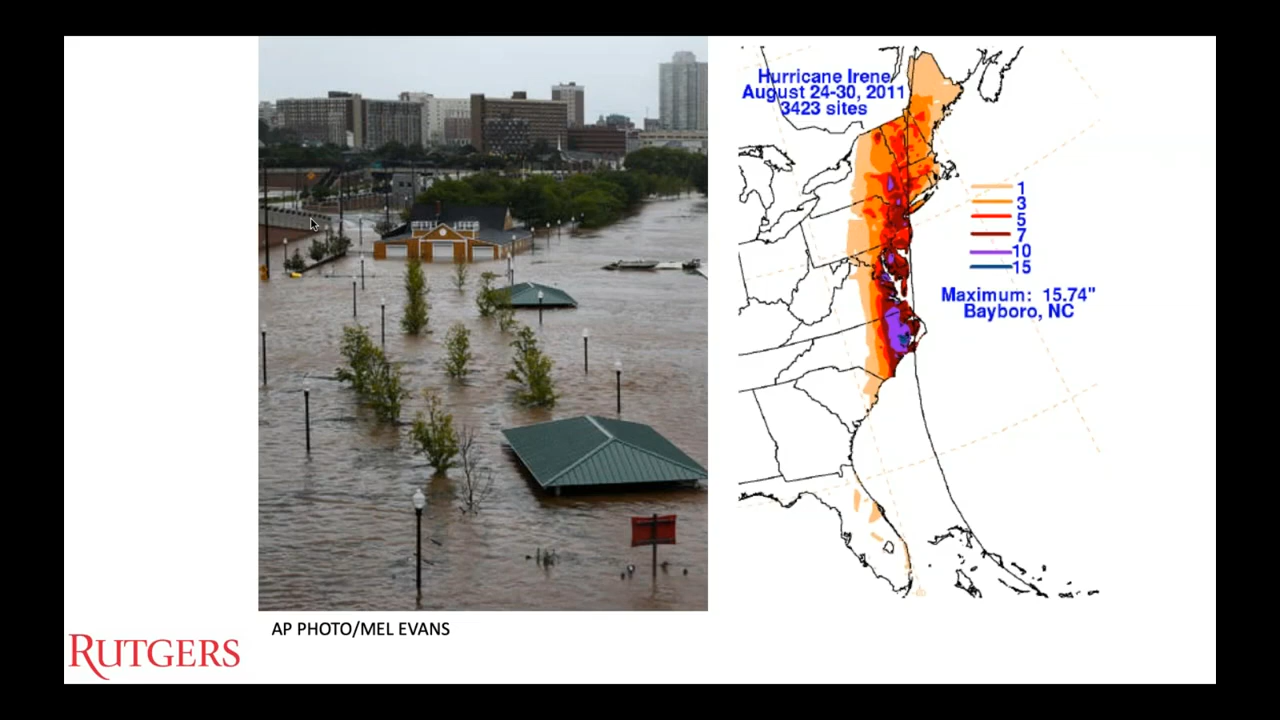 Hurricane Irene
August 24-30, 2011
3423 sites
1
3
5
7
10
15
Maximum: 15.74"
Bayboro, NC
AP PHOTO/MEL EVANS
RUTGERS